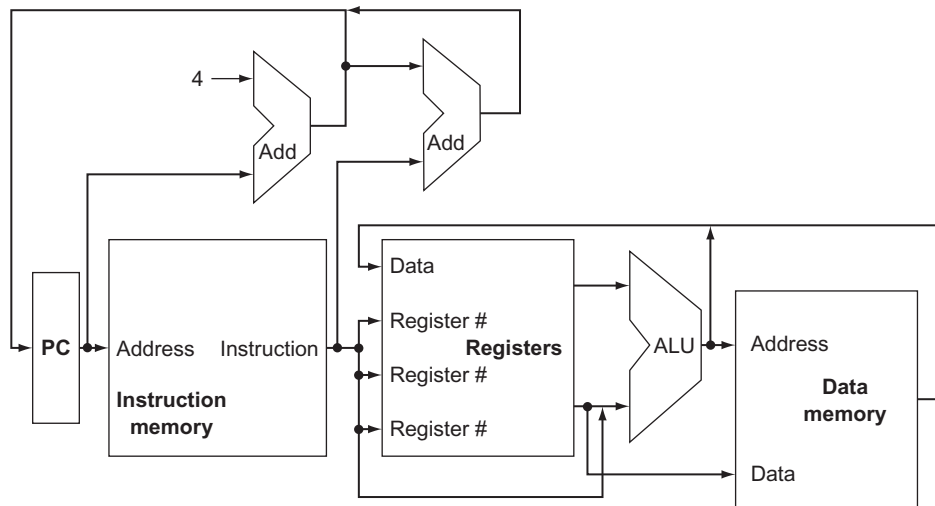 4
Add
Add
Data
Register #
Register #
Register #
Registers
ALU
PC
Address
Instruction
Instruction
memory
Address
Data
memory
Data